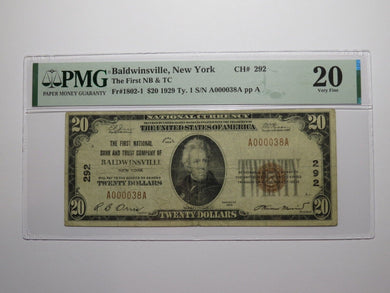 PMG
PAPER MONEY GUARANTY
Baldwinsville, New York CH# 292
The First NB & TC
Fr#1802-1 $20 1929 Ty. 1 S/N A000038A pp A
20
Very Fine
NATIONAL CURRENCY
THE UNITED STATES OF AMERICA
20
20
THE FIRST NATIONAL
BANK AND TRUST COMPANY OF
BALDWINSVILLE
NEW YORK
TWENTY DOLLARS
A000038A
A000038A
292
292
20
TWENTY DOLLARS
20